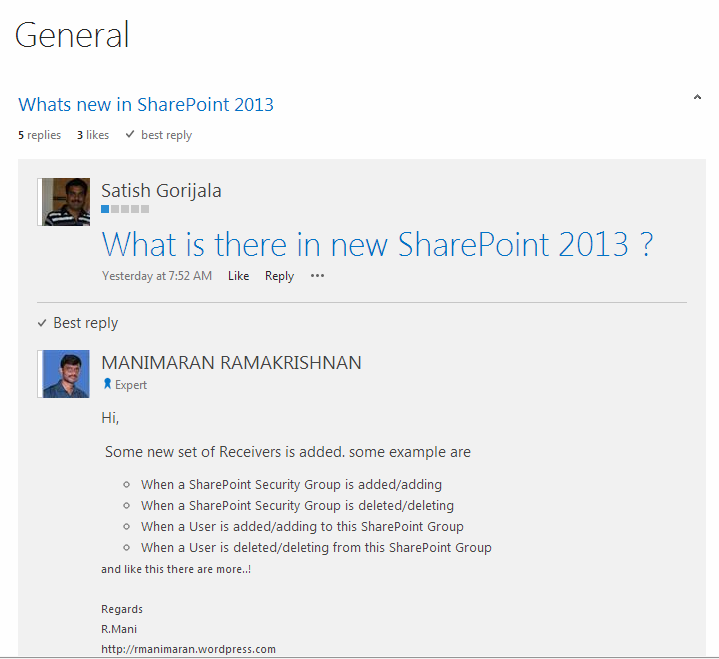 General
Whats new in SharePoint 2013
5 replies 3 likes ✓ best reply
Satish Gorijala
What is there in new SharePoint 2013 ?
Yesterday at 7:52 AM Like Reply ···
✓ Best reply
MANIMARAN RAMAKRISHNAN
Expert
Hi,
Some new set of Receivers is added. some example are
When a SharePoint Security Group is added/adding
When a SharePoint Security Group is deleted/deleting
When a User is added/adding to this SharePoint Group
When a User is deleted/deleting from this SharePoint Group
and like this there are more..!
Regards
R.Mani
http://rmanimaran.wordpress.com